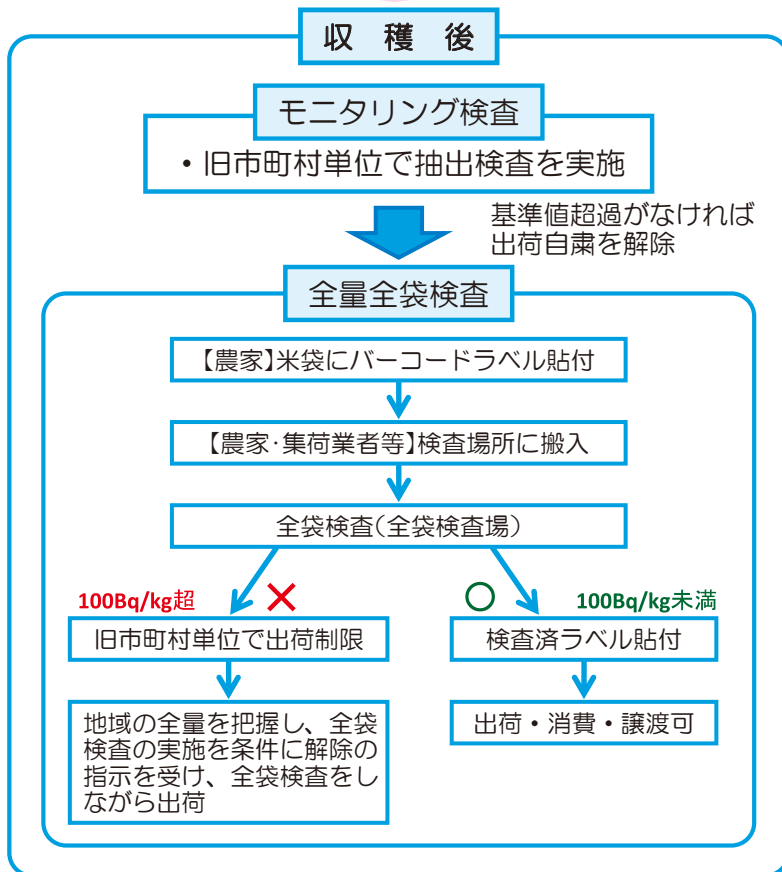 収穫後
モニタリング検査
・旧市町村単位で抽出検査を実施
基準値超過がなければ
出荷自粛を解除
全量全袋検査
【農家】米袋にバーコードラベル貼付
【農家・集荷業者等】検査場所に搬入
全袋検査（全袋検査場）
100Bq/kg超 ×
○ 100Bq/kg未満
旧市町村単位で出荷制限
検査済ラベル貼付
地域の全量を把握し、全袋
検査の実施を条件に解除の
指示を受け、全袋検査をし
ながら出荷
出荷・消費・譲渡可